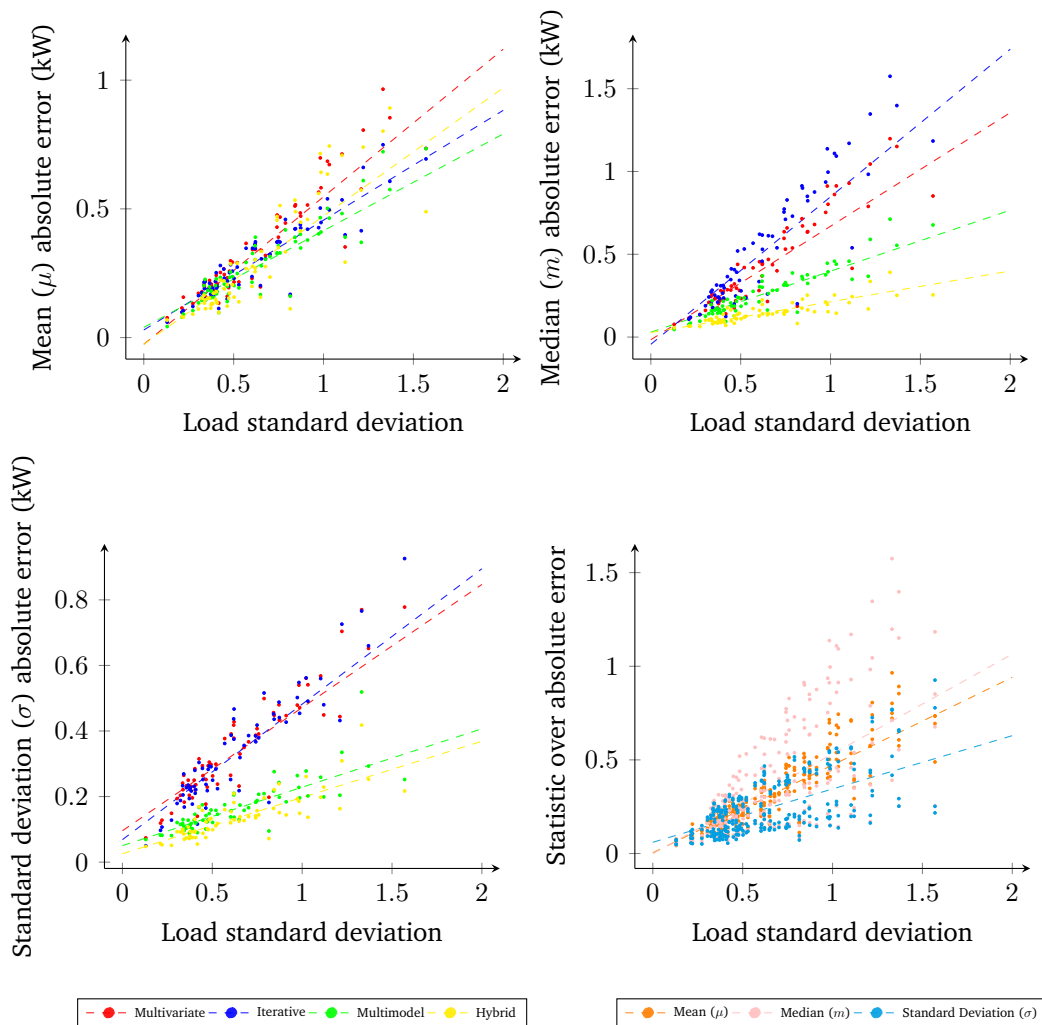 Mean (μ) absolute error (kW)
1
0.5
0
0 0.5 1 1.5 2
Load standard deviation
Median (m) absolute error (kW)
1.5
1
0.5
0
0 0.5 1 1.5 2
Load standard deviation
Standard deviation (σ) absolute error (kW)
0.8
0.6
0.4
0.2
0
0 0.5 1 1.5 2
Load standard deviation
Statistic over absolute error
1.5
1
0.5
0
0 0.5 1 1.5 2
Load standard deviation
Multivariate Iterative Multimodel Hybrid
Mean (μ) Median (m) Standard Deviation (σ)